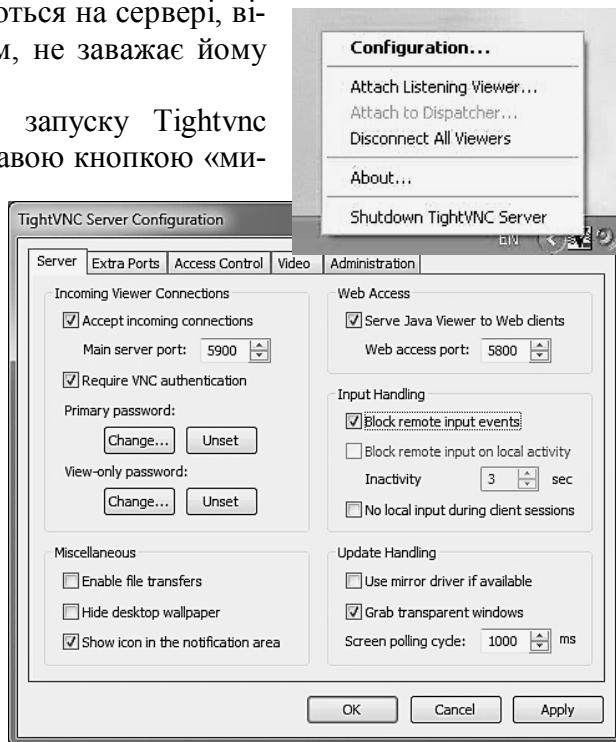 ються на сервері, ві-
м, не заважає йому
запуску Tightvnc
авою кнопкою «ми-
Configuration...
Attach Listening Viewer...
Attach to Dispatcher...
Disconnect All Viewers
About...
Shutdown TightVNC Server
EN
TightVNC Server Configuration
Server Extra Ports Access Control Video Administration
Incoming Viewer Connections
Accept incoming connections
Main server port: 5900
Require VNC authentication
Primary password:
Change... Unset
View-only password:
Change... Unset
Miscellaneous
Enable file transfers
Hide desktop wallpaper
Show icon in the notification area
Web Access
Serve Java Viewer to Web clients
Web access port: 5800
Input Handling
Block remote input events
Block remote input on local activity
Inactivity 3 sec
No local input during client sessions
Update Handling
Use mirror driver if available
Grab transparent windows
Screen polling cycle: 1000 ms
OK Cancel Apply